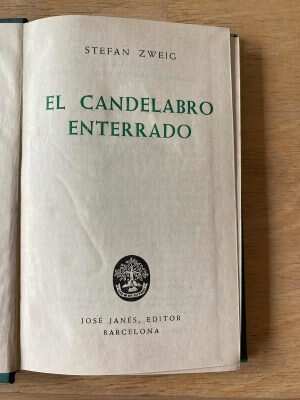 STEFAN ZWEIG
EL CANDELABRO
ENTERRADO
JOSÉ JANÉS, EDITOR
BARCELONA